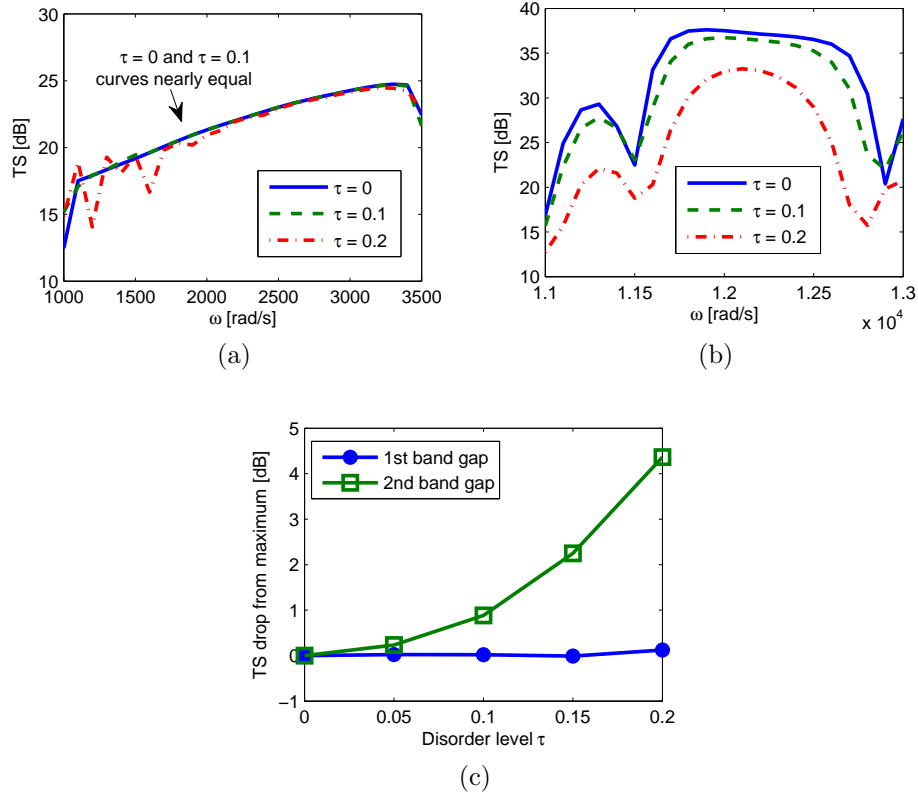 30
25
20
15
10
TS [dB]
τ = 0 and τ = 0.1
curves nearly equal
τ = 0
τ = 0.1
τ = 0.2
1000 1500 2000 2500 3000 3500
ω [rad/s]
(a)
40
35
30
25
20
15
10
TS [dB]
τ = 0
τ = 0.1
τ = 0.2
1.1 1.15 1.2 1.25 1.3
ω [rad/s]
x 10⁴
(b)
5
4
3
2
1
0
−1
TS drop from maximum [dB]
1st band gap
2nd band gap
0 0.05 0.1 0.15 0.2
Disorder level τ
(c)